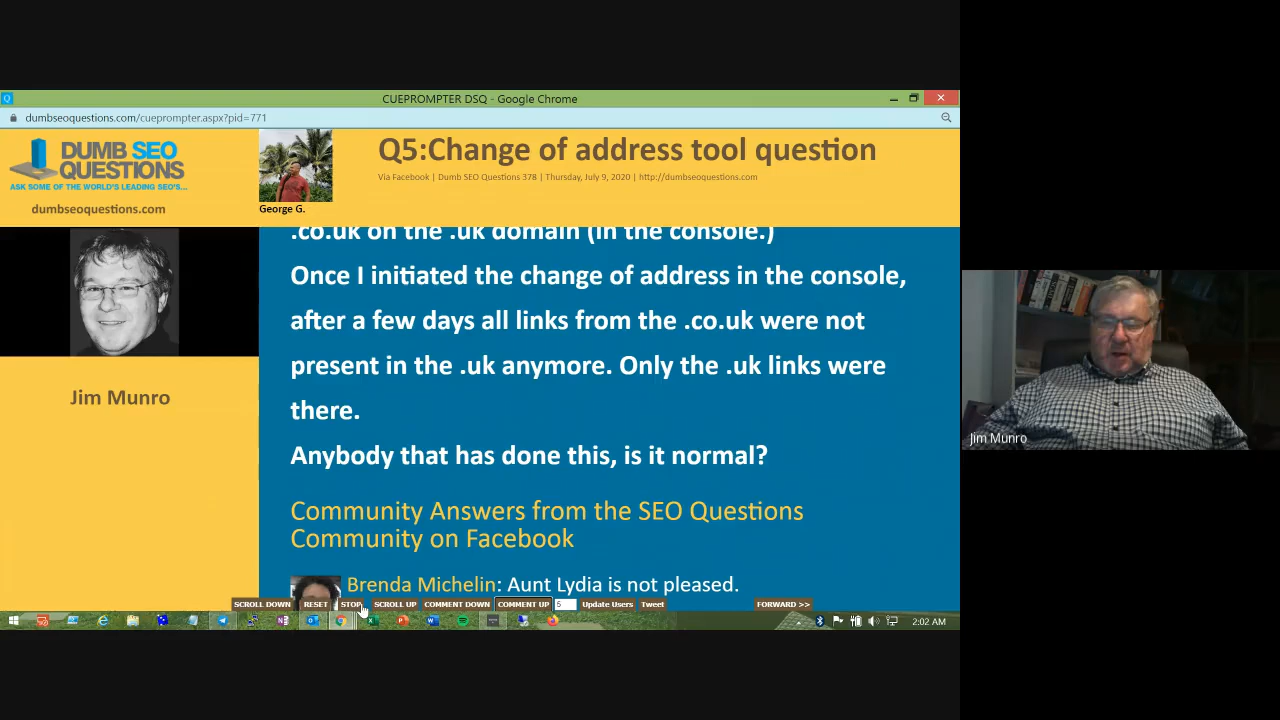 CUEPROMPTER DSQ - Google Chrome
dumbseoquestions.com/cueprompter.aspx?pid=771
DUMB SEO
QUESTIONS
ASK SOME OF THE WORLD'S LEADING SEO'S...
dumbseoquestions.com
George G.
Q5:Change of address tool question
Via Facebook | Dumb SEO Questions 378 | Thursday, July 9, 2020 | http://dumbseoquestions.com
Jim Munro
.co.uk on the .uk domain (in the console.)
Once I initiated the change of address in the console,
after a few days all links from the .co.uk were not
present in the .uk anymore. Only the .uk links were
there.
Anybody that has done this, is it normal?
Community Answers from the SEO Questions
Community on Facebook
Brenda Michelin: Aunt Lydia is not pleased.
SCROLL DOWN RESET STOP SCROLL UP COMMENT DOWN COMMENT UP 5 Update Users Tweet FORWARD >>
2:02 AM
Jim Munro